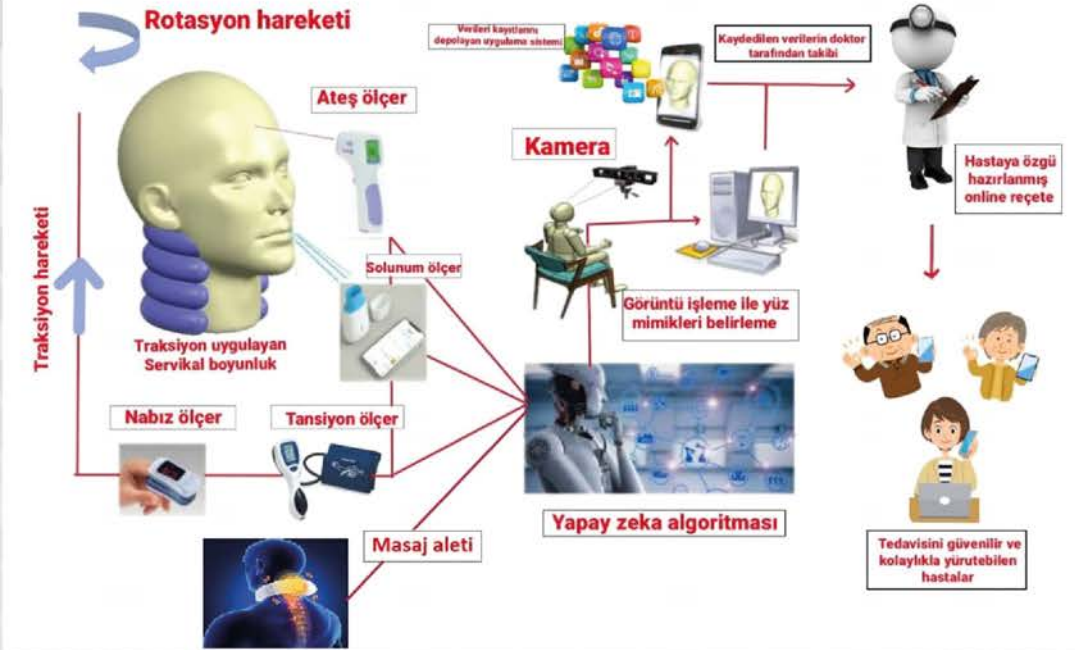 Rotasyon hareketi
Ateş ölçer
Traksiyon hareketi
Solunum ölçer
Traksiyon uygulayan
Servikal boyunluk
Nabız ölçer
Tansiyon ölçer
Masaj aleti
Verileri kayıtlarını
depolayan uygulama sistemi
Kaydedilen verilerin doktor
tarafından takibi
Kamera
Görüntü işleme ile yüz
mimikleri belirleme
Yapay zeka algoritması
Hastaya özgü
hazırlanmış
online reçete
Tedavisini güvenilir ve
kolaylıkla yürütebilen
hastalar